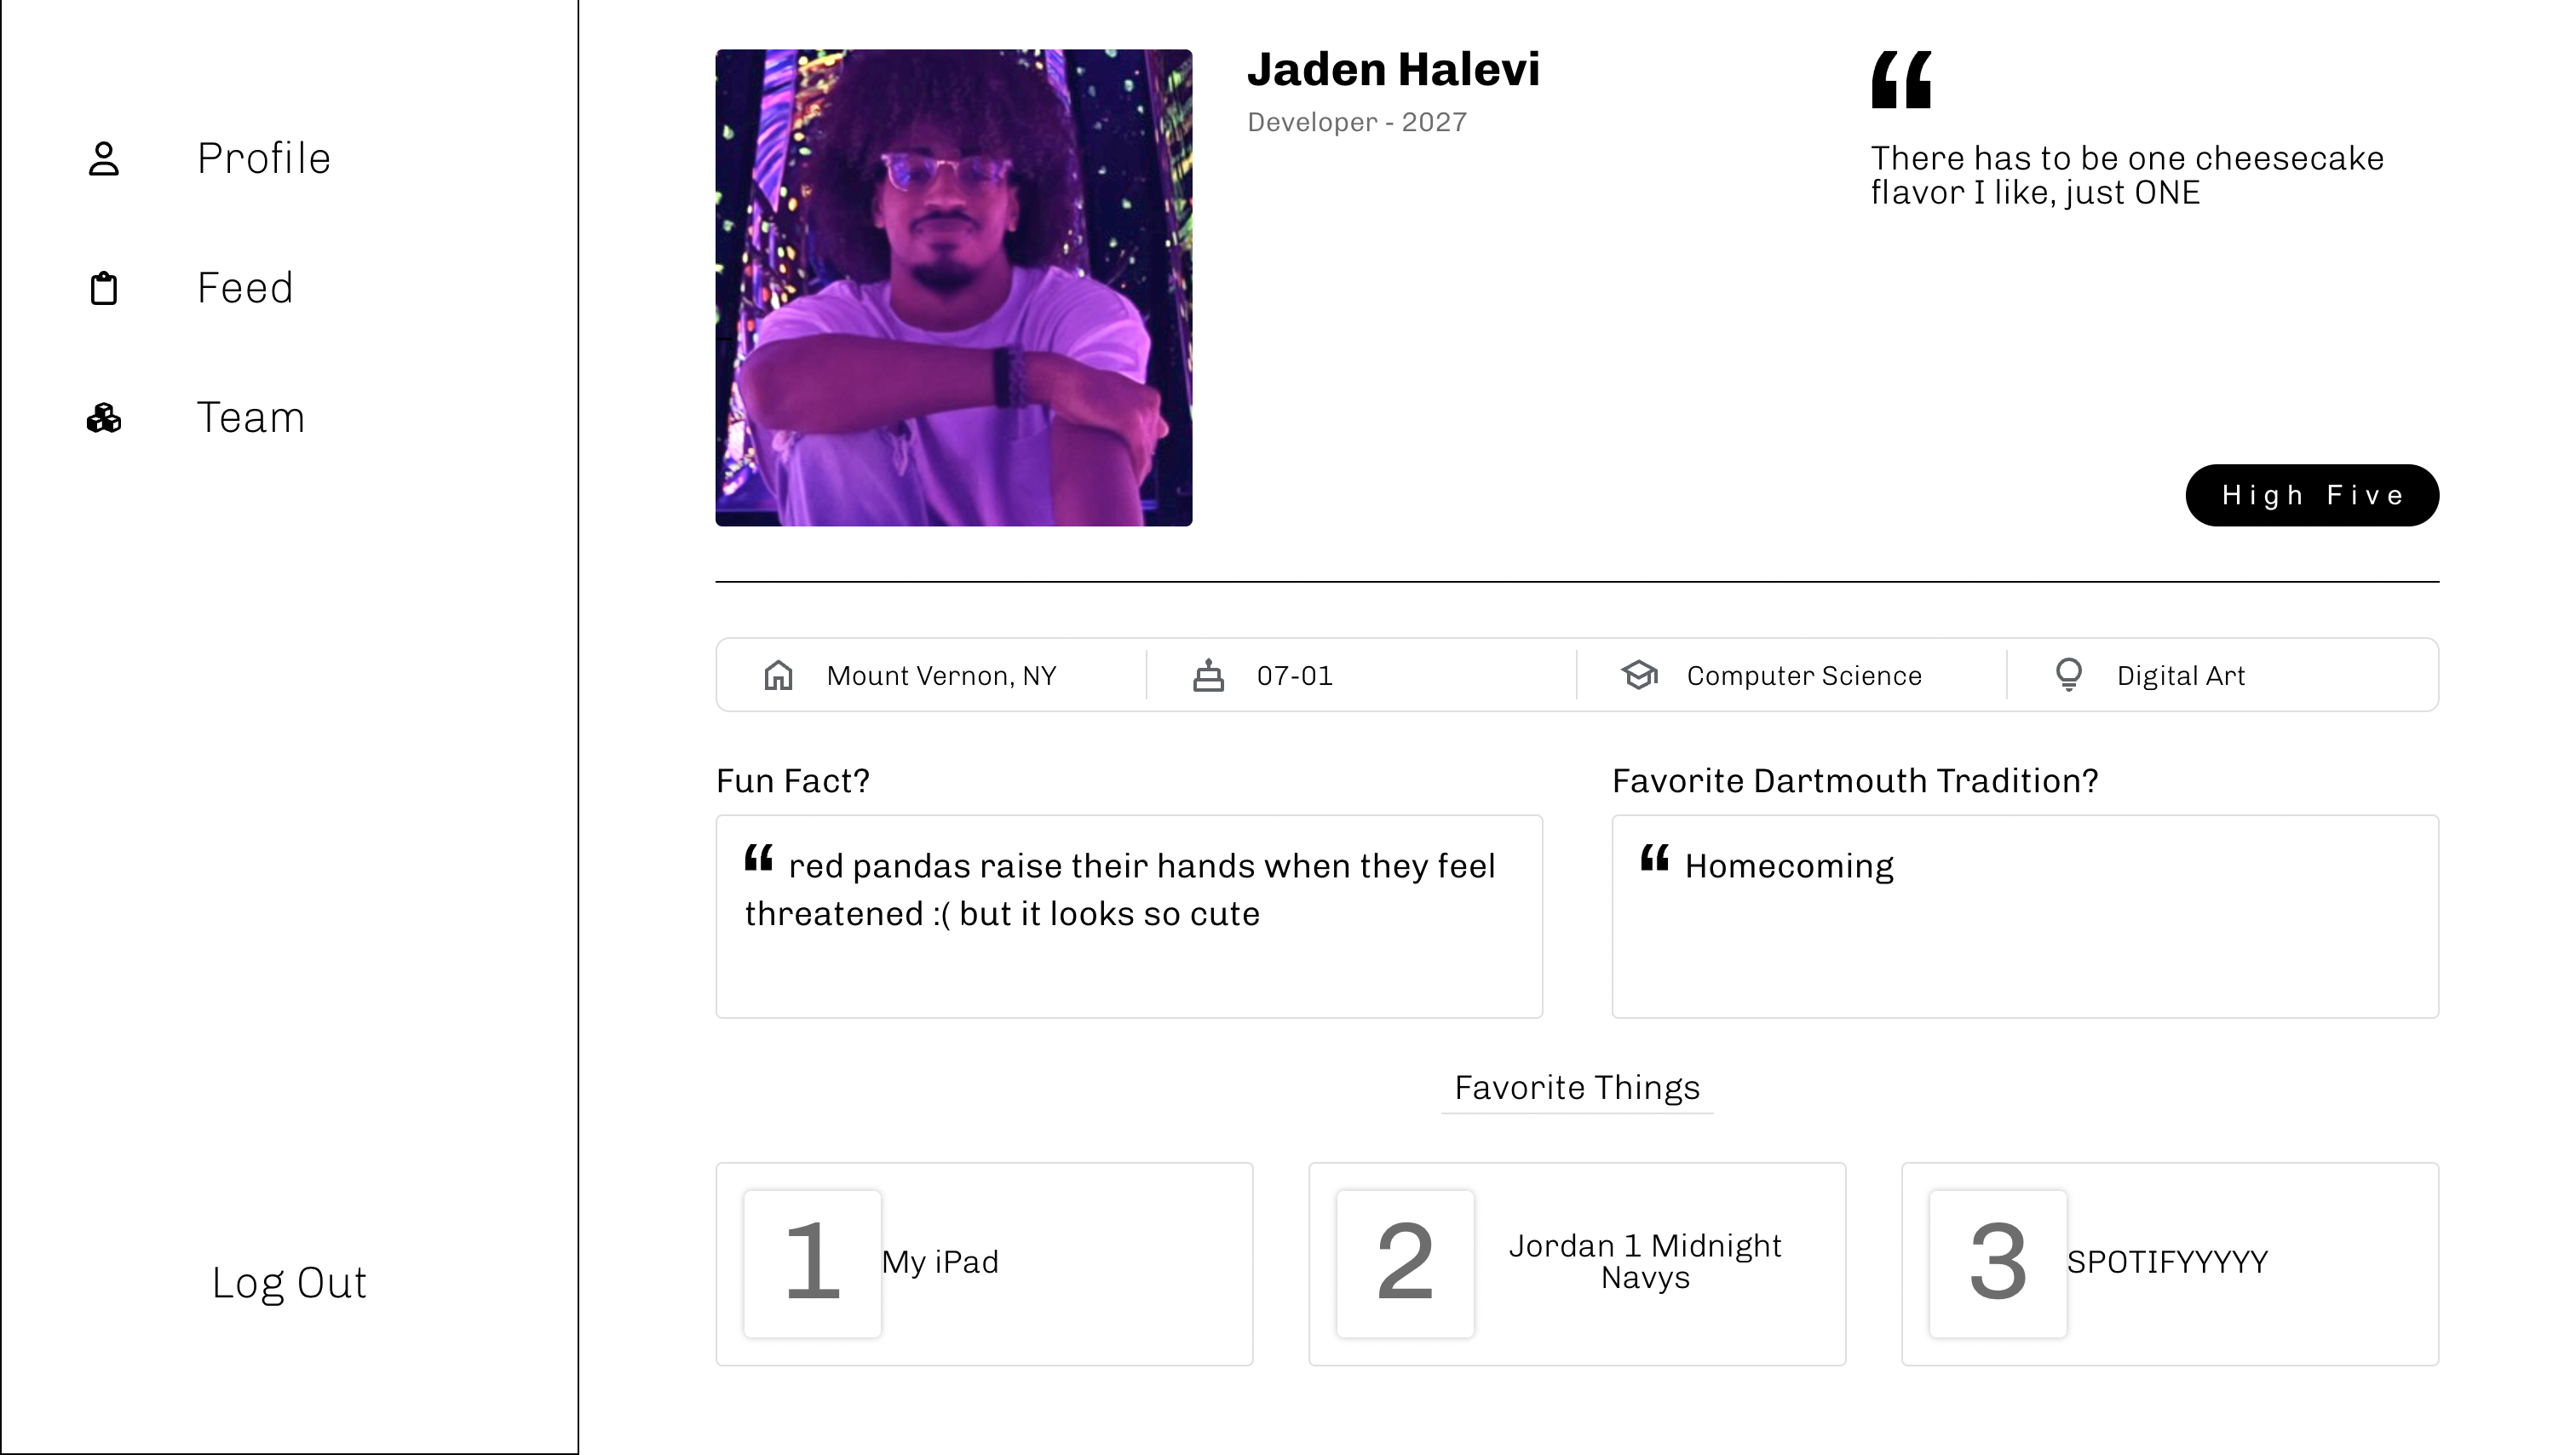 Profile
Feed
Team
Log Out
Jaden Halevi
Developer - 2027
“
There has to be one cheesecake
flavor I like, just ONE
High Five
Mount Vernon, NY
07-01
Computer Science
Digital Art
Fun Fact?
“ red pandas raise their hands when they feel
threatened :( but it looks so cute
Favorite Dartmouth Tradition?
“ Homecoming
Favorite Things
1
My iPad
2
Jordan 1 Midnight
Navys
3
SPOTIFYYYYY